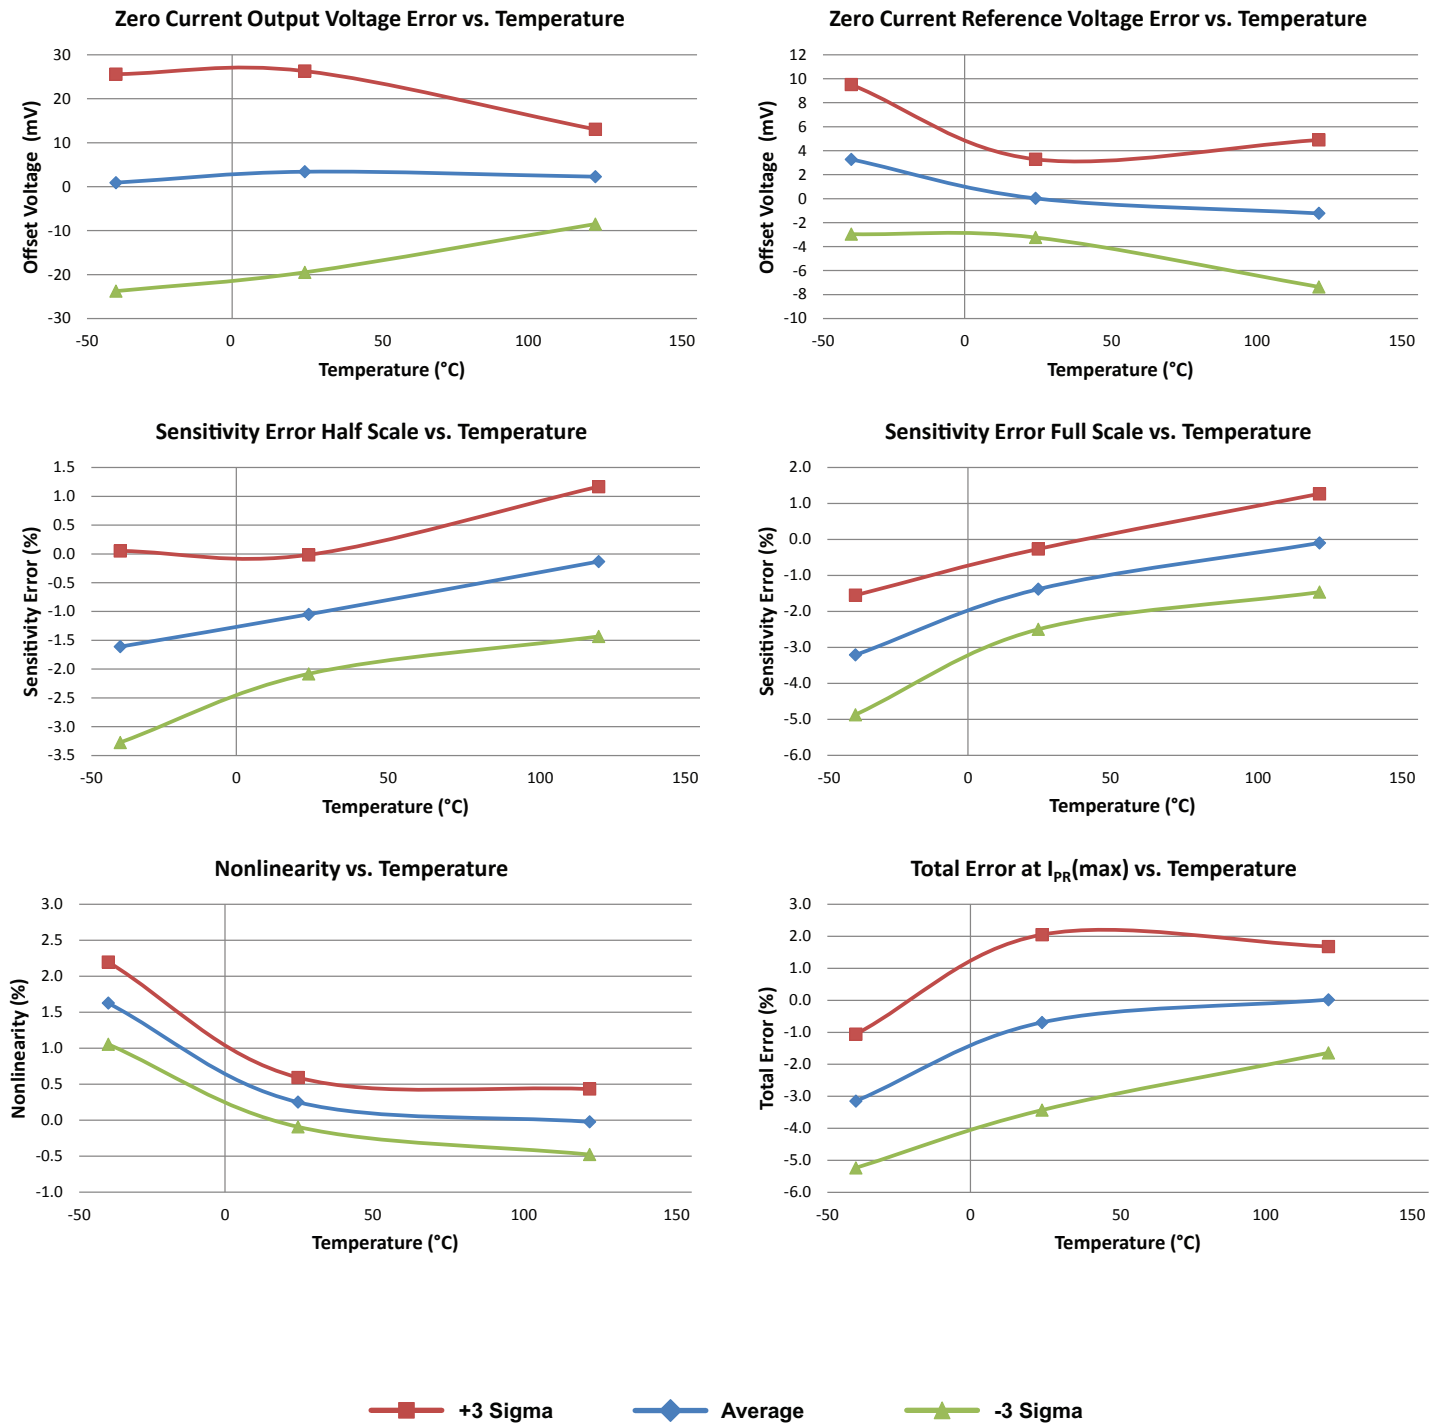 Zero Current Output Voltage Error vs. Temperature
30
20
10
0
-10
-20
-30
Offset Voltage (mV)
-50 0 50 100 150
Temperature (°C)
Zero Current Reference Voltage Error vs. Temperature
12
10
8
6
4
2
0
-2
-4
-6
-8
-10
Offset Voltage (mV)
-50 0 50 100 150
Temperature (°C)
Sensitivity Error Half Scale vs. Temperature
1.5
1.0
0.5
0.0
-0.5
-1.0
-1.5
-2.0
-2.5
-3.0
-3.5
Sensitivity Error (%)
-50 0 50 100 150
Temperature (°C)
Sensitivity Error Full Scale vs. Temperature
2.0
1.0
0.0
-1.0
-2.0
-3.0
-4.0
-5.0
-6.0
Sensitivity Error (%)
-50 0 50 100 150
Temperature (°C)
Nonlinearity vs. Temperature
3.0
2.5
2.0
1.5
1.0
0.5
0.0
-0.5
-1.0
Nonlinearity (%)
-50 0 50 100 150
Temperature (°C)
Total Error at IPR(max) vs. Temperature
3.0
2.0
1.0
0.0
-1.0
-2.0
-3.0
-4.0
-5.0
-6.0
Total Error (%)
-50 0 50 100 150
Temperature (°C)
+3 Sigma Average -3 Sigma